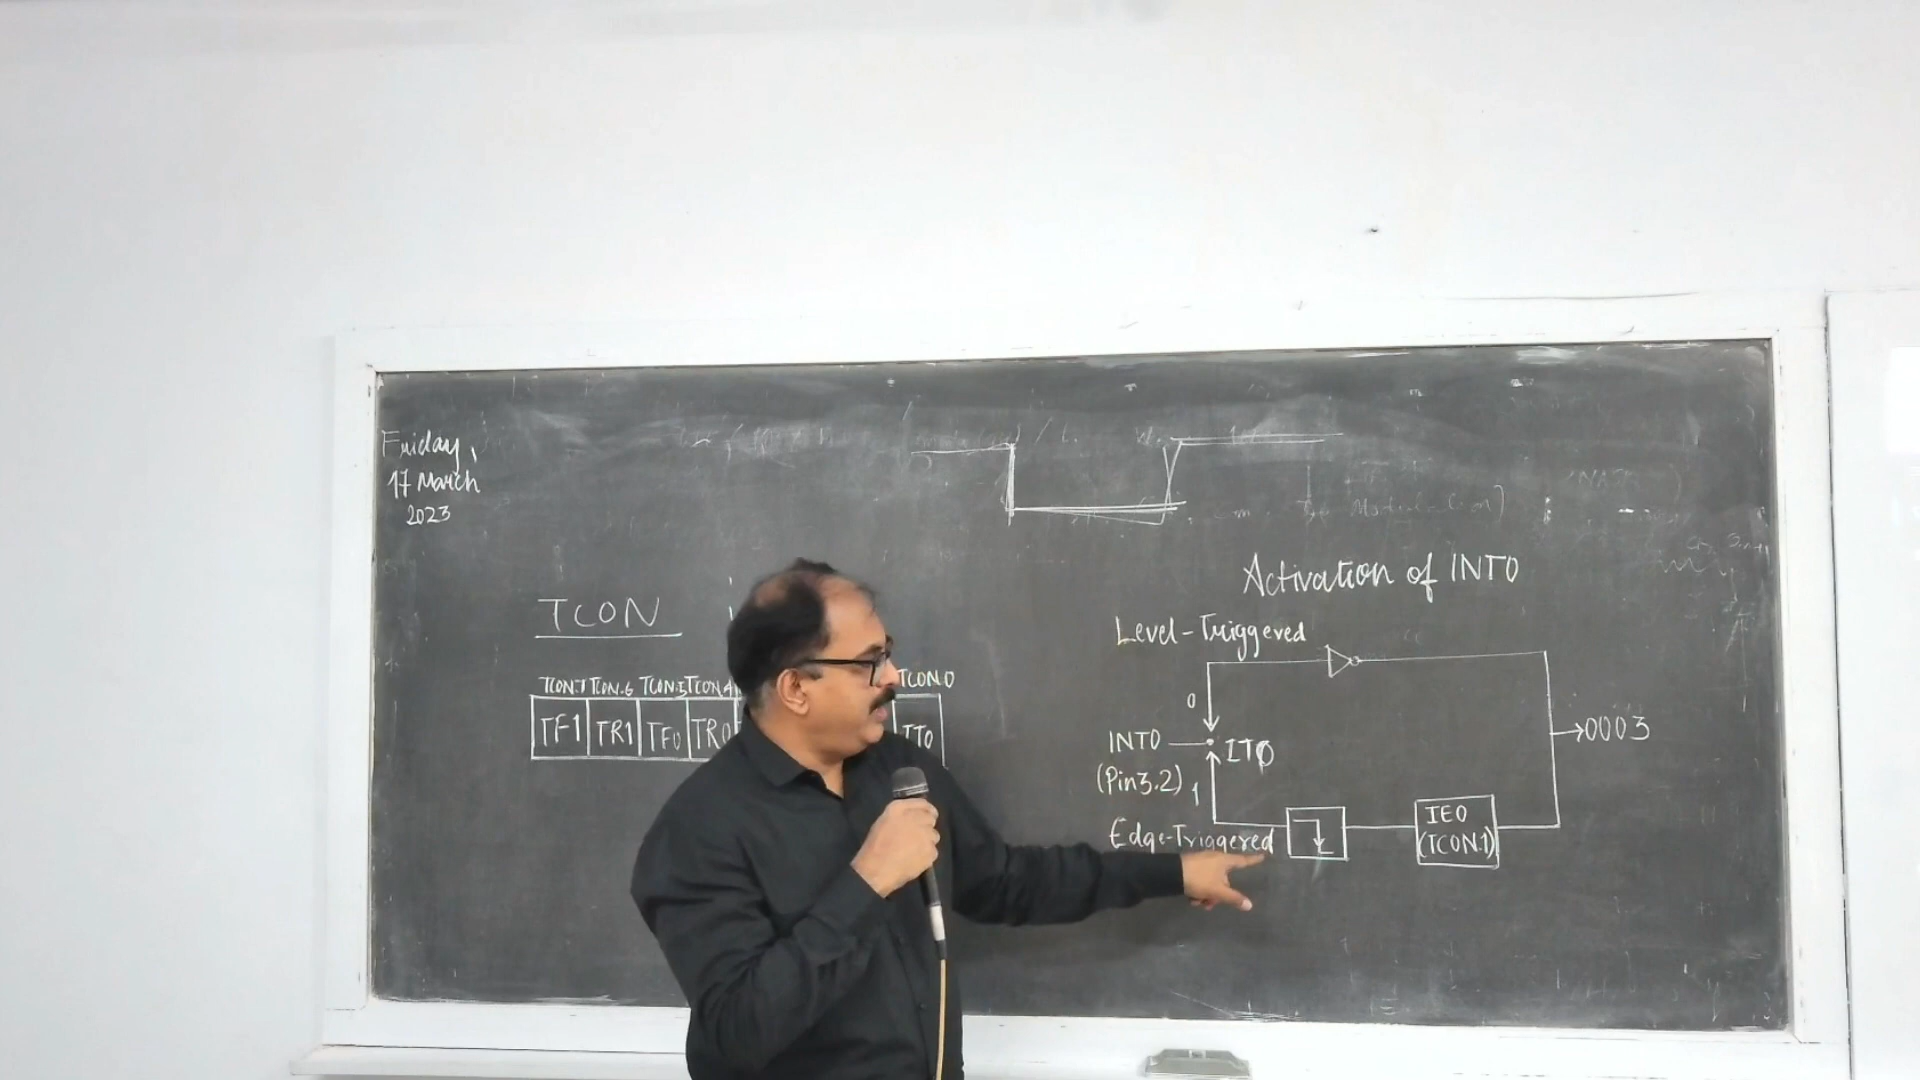 Friday,
17 March
2023
Activation of INT0
TCON
Level-Triggered
TCON.7 TCON.6 TCON.5 TCON.4 TCON.0
TF1 TR1 TF0 TR0 IT0
0
INT0 IT0 0003
(Pin3.2) 1
Edge-Triggered
IE0
(TCON.1)